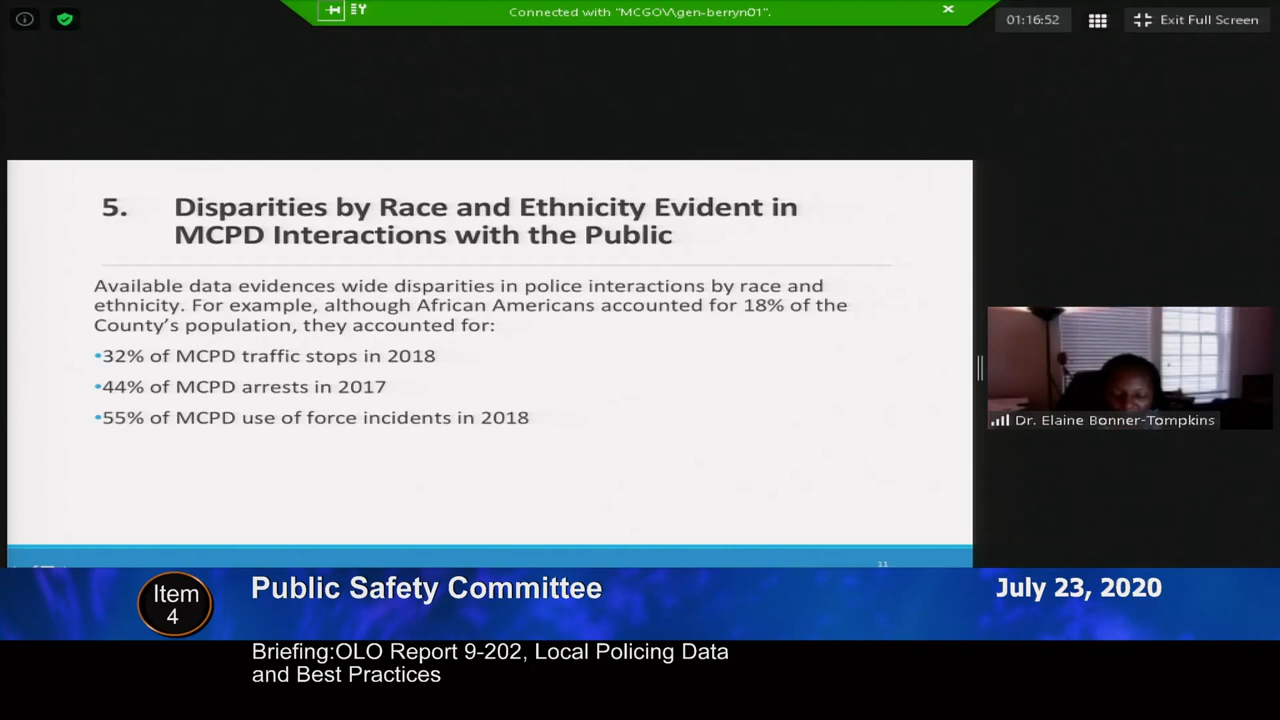 Connected with "MCGOV\gen-berryn01".
01:16:52
Exit Full Screen
5. Disparities by Race and Ethnicity Evident in
MCPD Interactions with the Public
Available data evidences wide disparities in police interactions by race and
ethnicity. For example, although African Americans accounted for 18% of the
County's population, they accounted for:
•32% of MCPD traffic stops in 2018
•44% of MCPD arrests in 2017
•55% of MCPD use of force incidents in 2018
11
Dr. Elaine Bonner-Tompkins
Item
4
Public Safety Committee
July 23, 2020
Briefing:OLO Report 9-202, Local Policing Data
and Best Practices